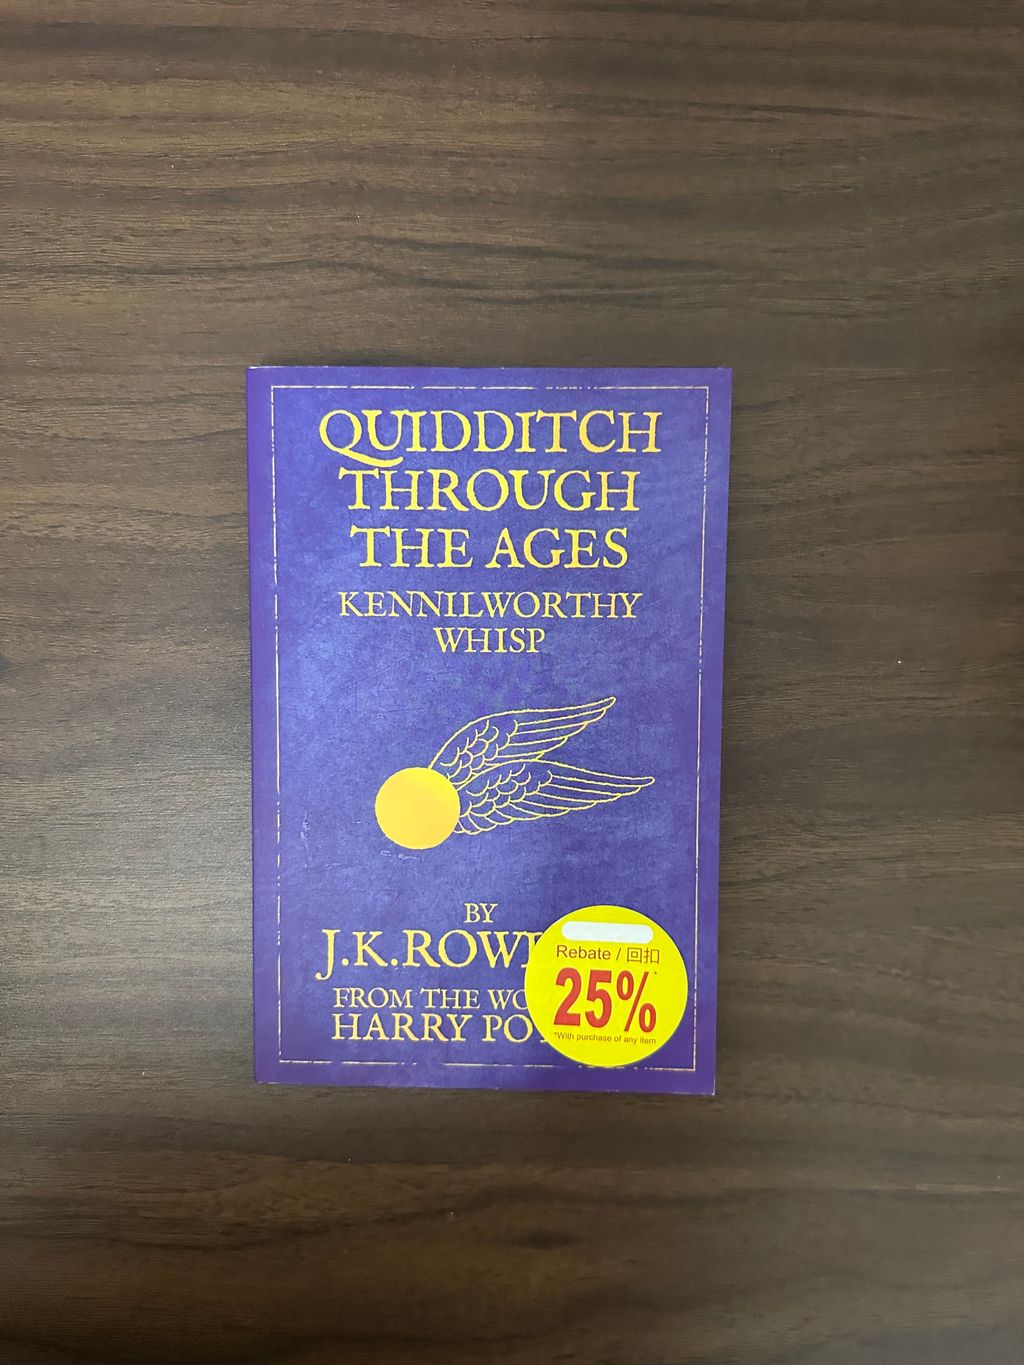 QUIDDITCH
THROUGH
THE AGES
KENNILWORTHY
WHISP
BY
J.K.ROW
FROM THE WO
HARRY PO
Rebate / 回扣
25%*
*With purchase of any item